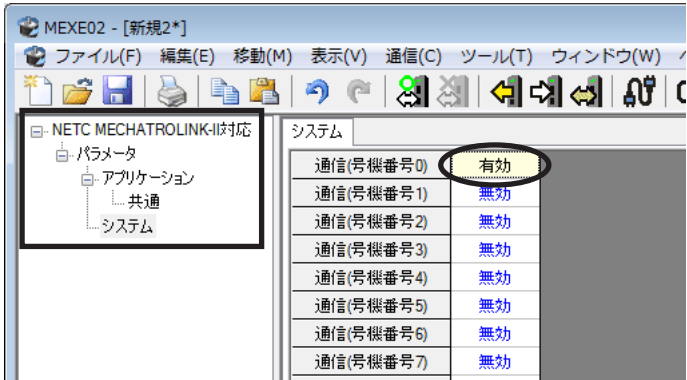 MEXE02 - [新規2*]
ファイル(F) 編集(E) 移動(M) 表示(V) 通信(C) ツール(T) ウィンドウ(W)
NETC MECHATROLINK-II対応
パラメータ
アプリケーション
共通
システム
システム
通信(号機番号0) 有効
通信(号機番号1) 無効
通信(号機番号2) 無効
通信(号機番号3) 無効
通信(号機番号4) 無効
通信(号機番号5) 無効
通信(号機番号6) 無効
通信(号機番号7) 無効